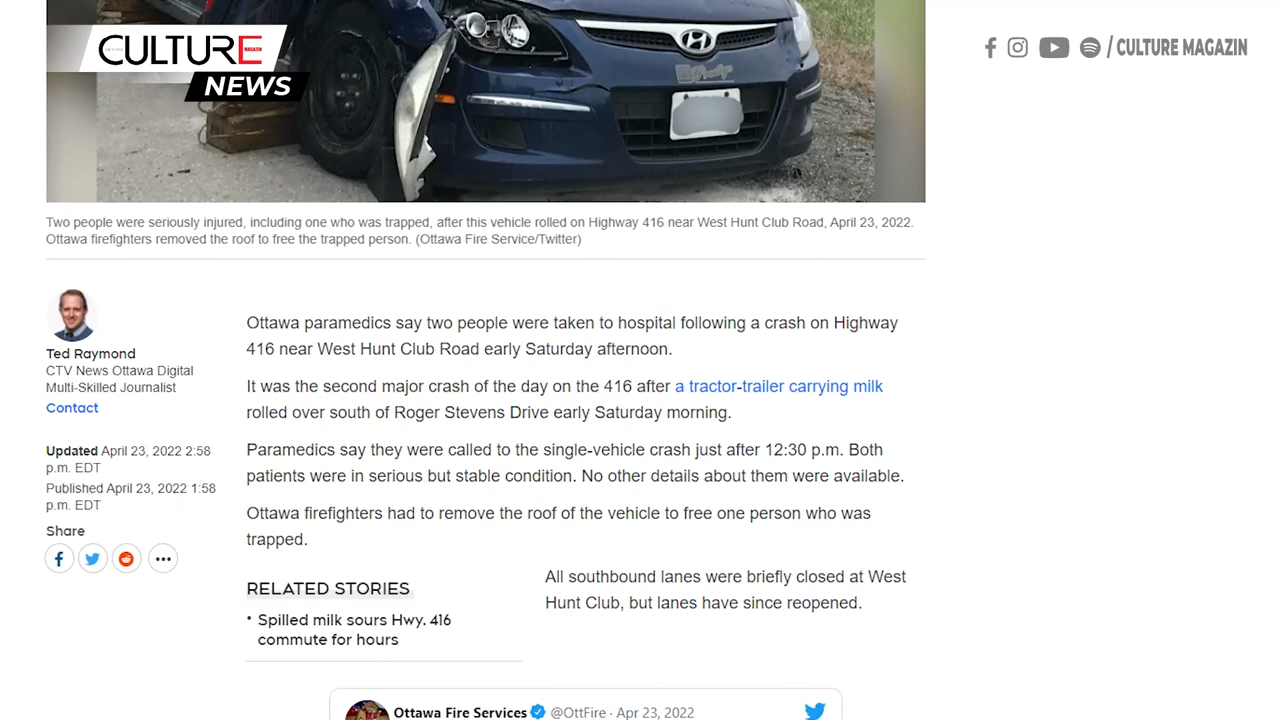 CULTURE MAGAZIN
NEWS
/ CULTURE MAGAZIN
Two people were seriously injured, including one who was trapped, after this vehicle rolled on Highway 416 near West Hunt Club Road, April 23, 2022.
Ottawa firefighters removed the roof to free the trapped person. (Ottawa Fire Service/Twitter)
Ted Raymond
CTV News Ottawa Digital
Multi-Skilled Journalist
Contact
Updated April 23, 2022 2:58
p.m. EDT
Published April 23, 2022 1:58
p.m. EDT
Share
Ottawa paramedics say two people were taken to hospital following a crash on Highway
416 near West Hunt Club Road early Saturday afternoon.
It was the second major crash of the day on the 416 after a tractor-trailer carrying milk
rolled over south of Roger Stevens Drive early Saturday morning.
Paramedics say they were called to the single-vehicle crash just after 12:30 p.m. Both
patients were in serious but stable condition. No other details about them were available.
Ottawa firefighters had to remove the roof of the vehicle to free one person who was
trapped.
RELATED STORIES
• Spilled milk sours Hwy. 416
commute for hours
All southbound lanes were briefly closed at West
Hunt Club, but lanes have since reopened.
Ottawa Fire Services @OttFire · Apr 23, 2022